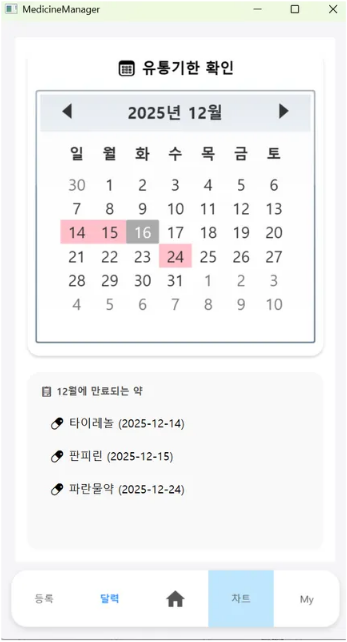 MedicineManager
유통기한 확인
2025년 12월
일 월 화 수 목 금 토
30 1 2 3 4 5 6
7 8 9 10 11 12 13
14 15 16 17 18 19 20
21 22 23 24 25 26 27
28 29 30 31 1 2 3
4 5 6 7 8 9 10
12월에 만료되는 약
타이레놀 (2025-12-14)
판피린 (2025-12-15)
파란물약 (2025-12-24)
등록 달력 차트 My